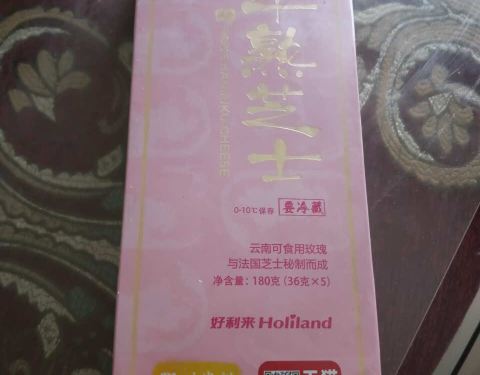 熟芝士
CHEESE
0-10℃保存 要冷藏
云南可食用玫瑰
与法国芝士秘制而成
净含量：180克（36克×5）
好利来 Holiland